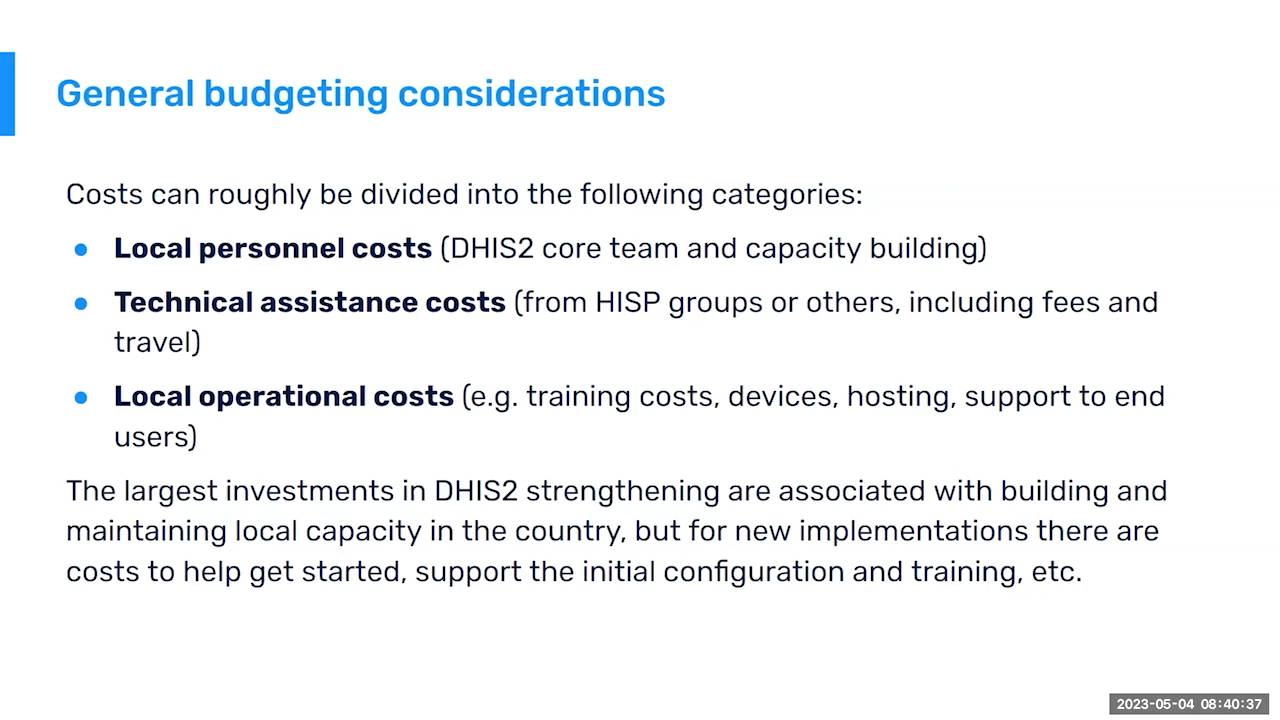 General budgeting considerations
Costs can roughly be divided into the following categories:
● Local personnel costs (DHIS2 core team and capacity building)
● Technical assistance costs (from HISP groups or others, including fees and
travel)
● Local operational costs (e.g. training costs, devices, hosting, support to end
users)
The largest investments in DHIS2 strengthening are associated with building and
maintaining local capacity in the country, but for new implementations there are
costs to help get started, support the initial configuration and training, etc.
2023-05-04 08:40:37